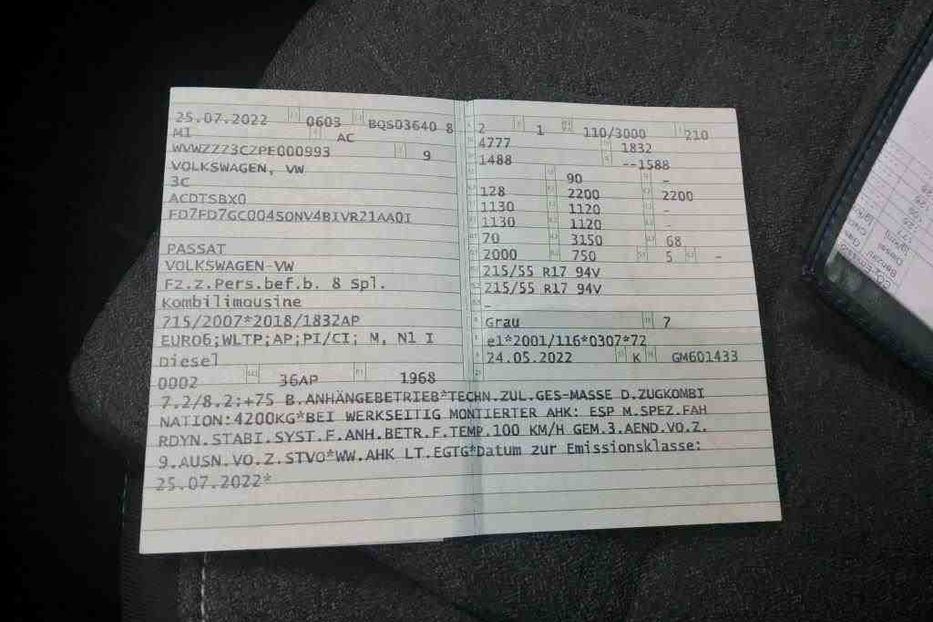 25.07.2022 0603 BQS03640 8
M1 AC
WVWZZZ3CZPE000993 9
VOLKSWAGEN, VW
3C
ACDTSBX0
FD7FD7GC004SONV4BIVR21AA0I
PASSAT
VOLKSWAGEN-VW
Fz.z.Pers.bef.b. 8 Spl.
Kombilimousine
715/2007*2018/1832AP
EURO6;WLTP;AP;PI/CI; M, N1 I
Diesel
0002 36AP 1968
2 1 110/3000 210
4777 1832
1488 --1588
90 -
128 2200 2200
1130 1120 -
1130 1120 -
70 3150 68
2000 750 5 -
215/55 R17 94V
215/55 R17 94V
-
Grau 7
e1*2001/116*0307*72
24.05.2022 K GM601433
7.2/8.2:+75 B.ANHÄNGEBETRIEB*TECHN.ZUL.GES-MASSE D.ZUGKOMBI
NATION:4200KG*BEI WERKSEITIG MONTIERTER AHK: ESP M.SPEZ.FAH
RDYN.STABI.SYST.F.ANH.BETR.F.TEMP.100 KM/H GEM.3.AEND.VO.Z.
9.AUSN.VO.Z.STVO*WW.AHK LT.EGTG*Datum zur Emissionsklasse:
25.07.2022*